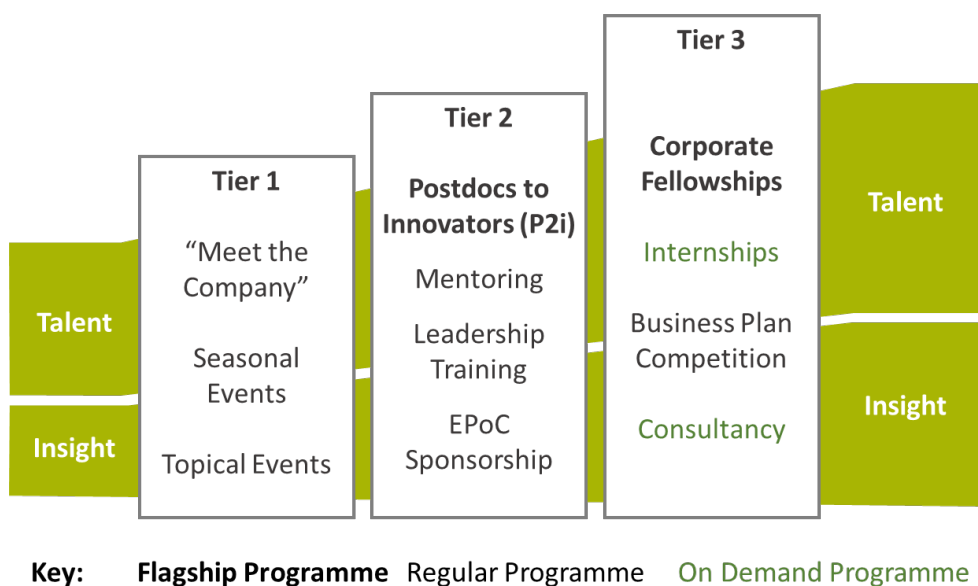 Tier 1
“Meet the
Company”
Seasonal
Events
Topical Events
Tier 2
Postdocs to
Innovators (P2i)
Mentoring
Leadership
Training
EPoC
Sponsorship
Tier 3
Corporate
Fellowships
Internships
Business Plan
Competition
Consultancy
Talent
Insight
Talent
Insight
Key: Flagship Programme Regular Programme On Demand Programme